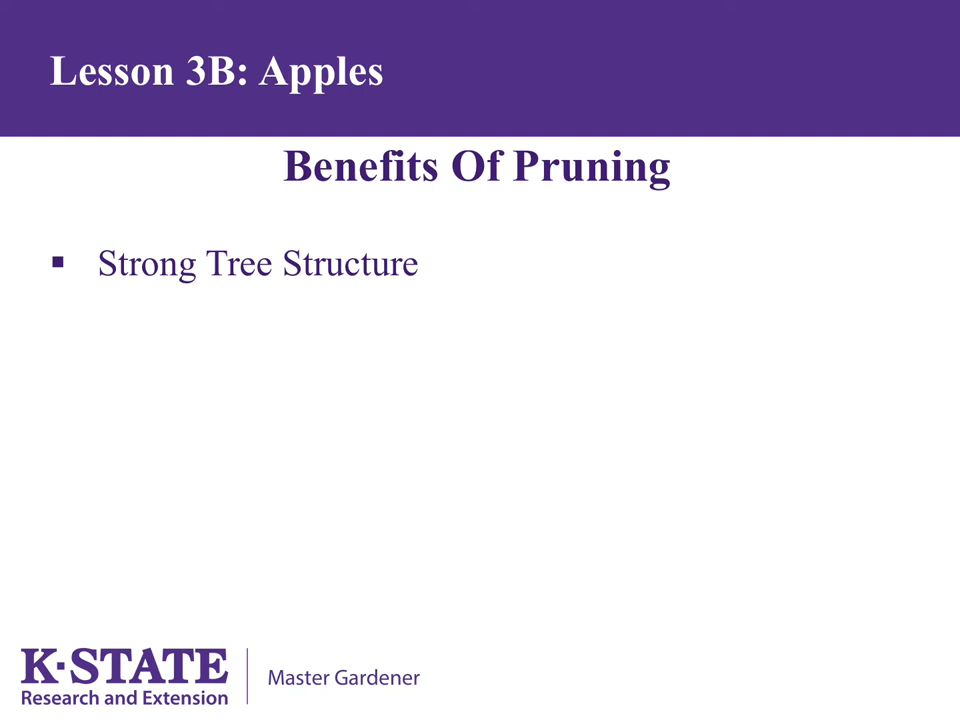 Lesson 3B: Apples
Benefits Of Pruning
▪ Strong Tree Structure
K·STATE
Research and Extension
Master Gardener